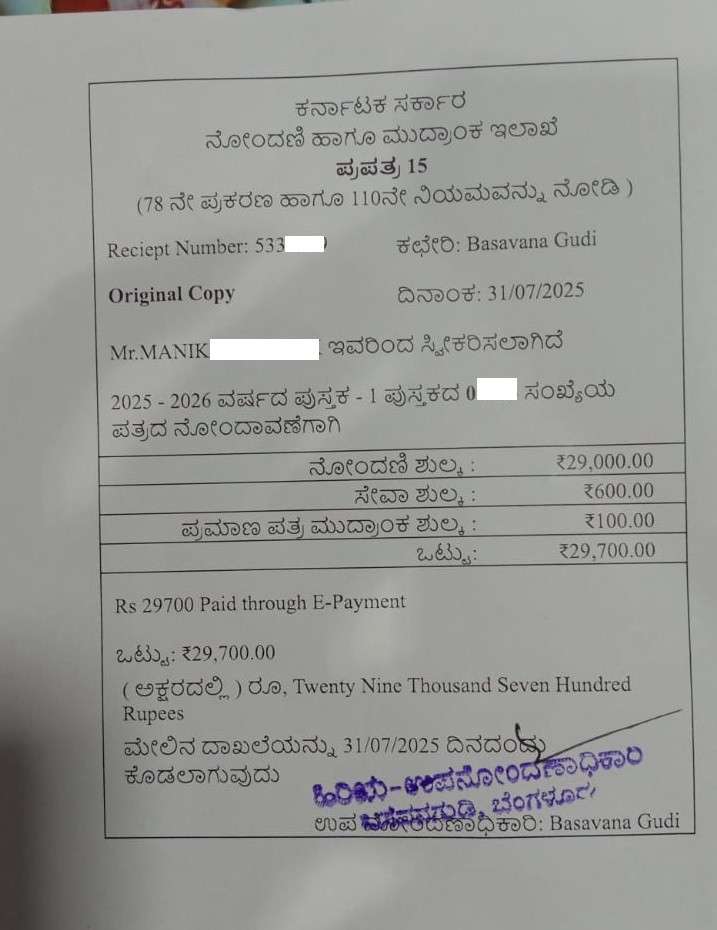 ಕರ್ನಾಟಕ ಸರ್ಕಾರ
ನೋಂದಣಿ ಹಾಗೂ ಮುದ್ರಾಂಕ ಇಲಾಖೆ
ಪ್ರಪತ್ರ 15
(78 ನೇ ಪ್ರಕರಣ ಹಾಗೂ 110ನೇ ನಿಯಮವನ್ನು ನೋಡಿ )
Reciept Number: 533 ಕಛೇರಿ: Basavana Gudi
Original Copy ದಿನಾಂಕ: 31/07/2025
Mr.MANIK ಇವರಿಂದ ಸ್ವೀಕರಿಸಲಾಗಿದೆ
2025 - 2026 ವರ್ಷದ ಪುಸ್ತಕ - 1 ಪುಸ್ತಕದ 0 ಸಂಖ್ಯೆಯ
ಪತ್ರದ ನೋಂದಾವಣೆಗಾಗಿ
ನೋಂದಣಿ ಶುಲ್ಕ : ₹29,000.00
ಸೇವಾ ಶುಲ್ಕ : ₹600.00
ಪ್ರಮಾಣ ಪತ್ರ ಮುದ್ರಾಂಕ ಶುಲ್ಕ : ₹100.00
ಒಟ್ಟು: ₹29,700.00
Rs 29700 Paid through E-Payment
ಒಟ್ಟು: ₹29,700.00
( ಅಕ್ಷರದಲ್ಲಿ ) ರೂ, Twenty Nine Thousand Seven Hundred
Rupees
ಮೇಲಿನ ದಾಖಲೆಯನ್ನು 31/07/2025 ದಿನದಂದು
ಕೊಡಲಾಗುವುದು
ಹಿರಿಯ-ಉಪನೋಂದಣಾಧಿಕಾರಿ
ಬಸವನಗುಡಿ, ಬೆಂಗಳೂರು
ಉಪ ನೋಂದಣಾಧಿಕಾರಿ: Basavana Gudi